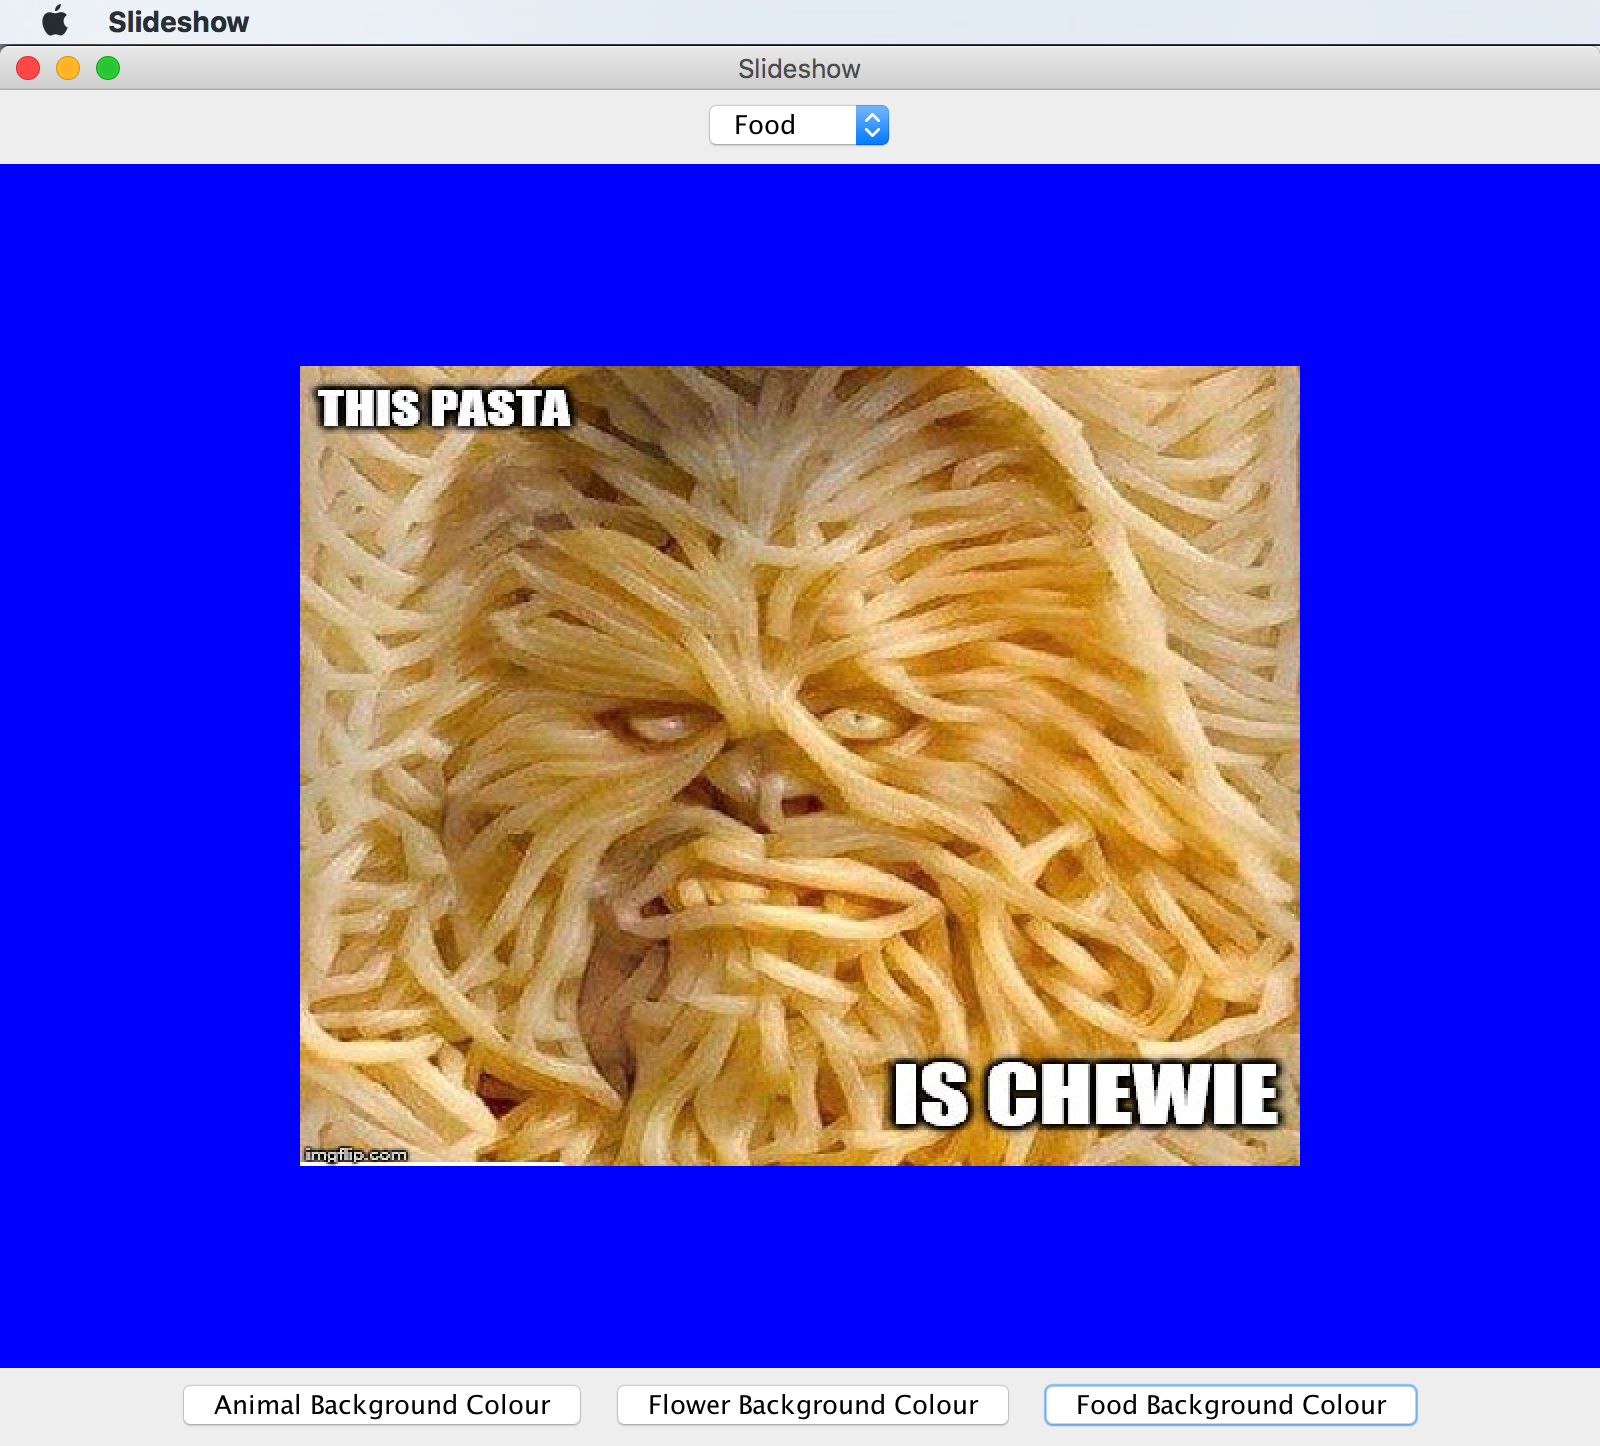 Slideshow
Slideshow
Food
THIS PASTA
IS CHEWIE
imgflip.com
Animal Background Colour
Flower Background Colour
Food Background Colour